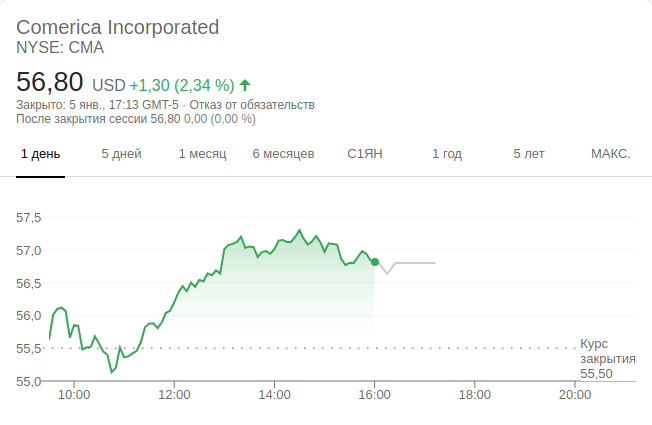 Comerica Incorporated
NYSE: CMA
56,80 USD +1,30 (2,34 %)
Закрыто: 5 янв., 17:13 GMT-5 · Отказ от обязательств
После закрытия сессии 56,80 0,00 (0,00 %)
1 день 5 дней 1 месяц 6 месяцев С1ЯН 1 год 5 лет МАКС.
57,5
57,0
56,5
56,0
55,5
55,0
Курс
закрытия
55,50
10:00 12:00 14:00 16:00 18:00 20:00